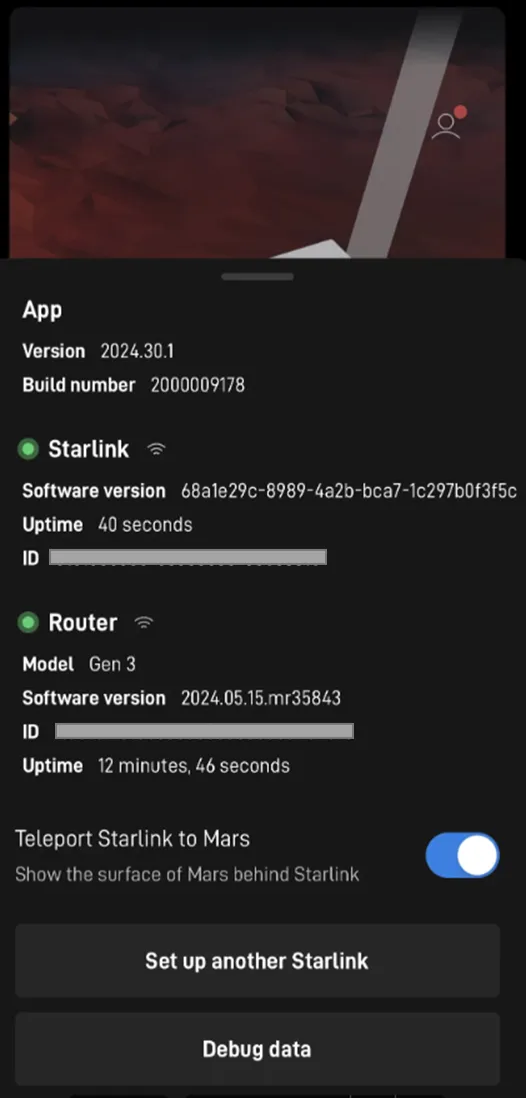 App
Version 2024.30.1
Build number 2000009178
Starlink
Software version 68a1e29c-8989-4a2b-bca7-1c297b0f3f5c
Uptime 40 seconds
ID
Router
Model Gen 3
Software version 2024.05.15.mr35843
ID
Uptime 12 minutes, 46 seconds
Teleport Starlink to Mars
Show the surface of Mars behind Starlink
Set up another Starlink
Debug data